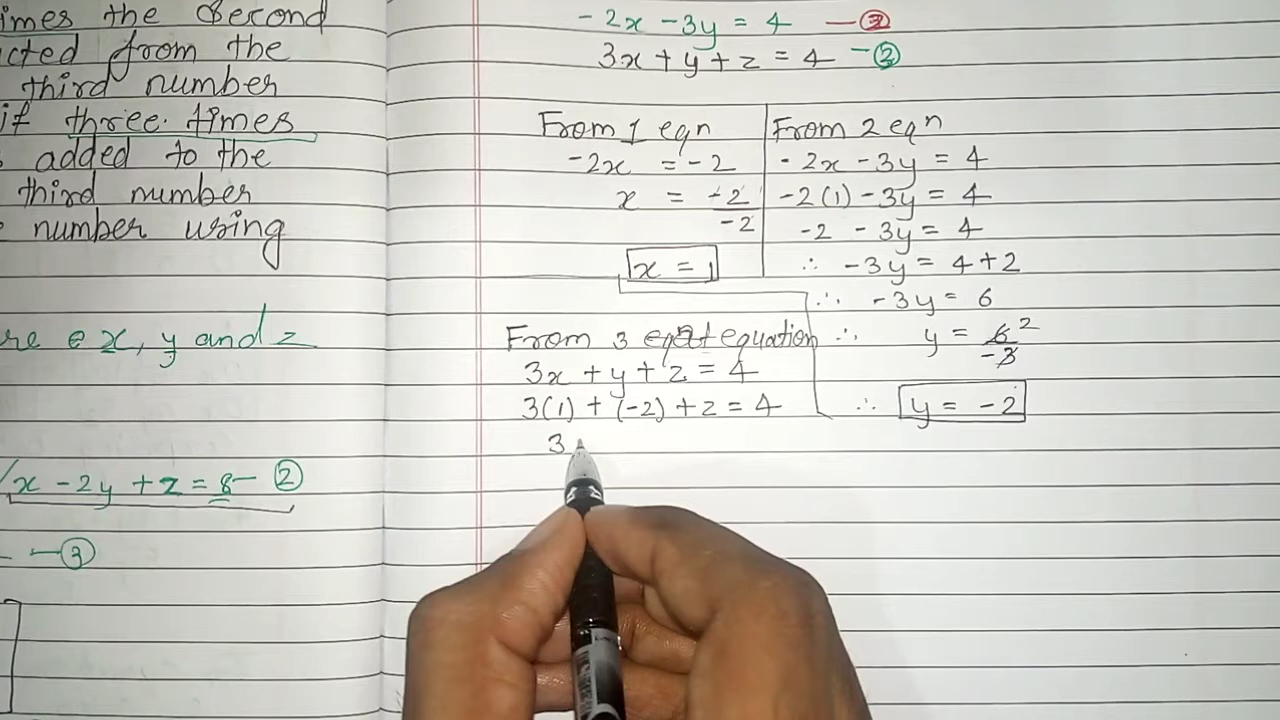 imes the second
cted from the
third number
if three times
added to the
third number
number using
re x, y and z
x - 2y + z = 8 - ②
- ③
-2x - 3y = 4 - ②
3x + y + z = 4 - ②
From 1 eqn
-2x = -2
x = -2
-2
x = 1
From 2 eqn
-2x - 3y = 4
-2(1) - 3y = 4
-2 - 3y = 4
∴ -3y = 4+2
∴ -3y = 6
∴ y = 6 2
-3
∴ y = -2
From 3 equation
3x + y + z = 4
3(1) + (-2) + z = 4
3